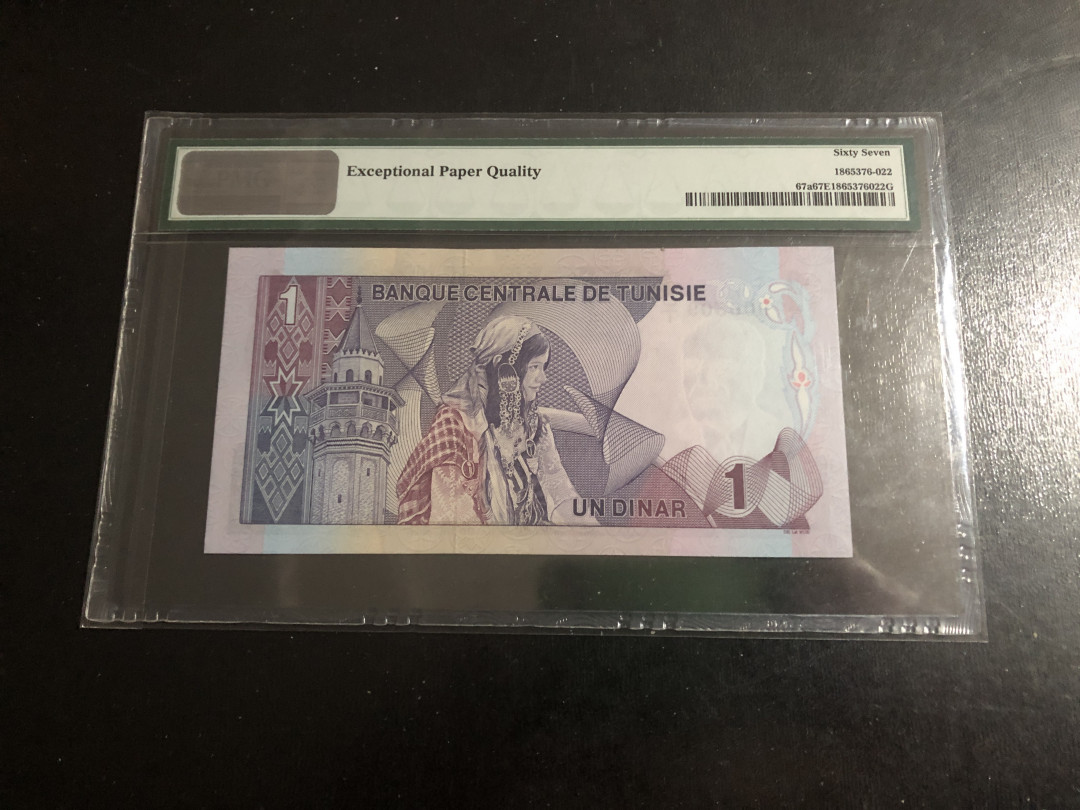 Exceptional Paper Quality
Sixty Seven
1865376-022
67a67E1865376022G
1
BANQUE CENTRALE DE TUNISIE
UN DINAR
1